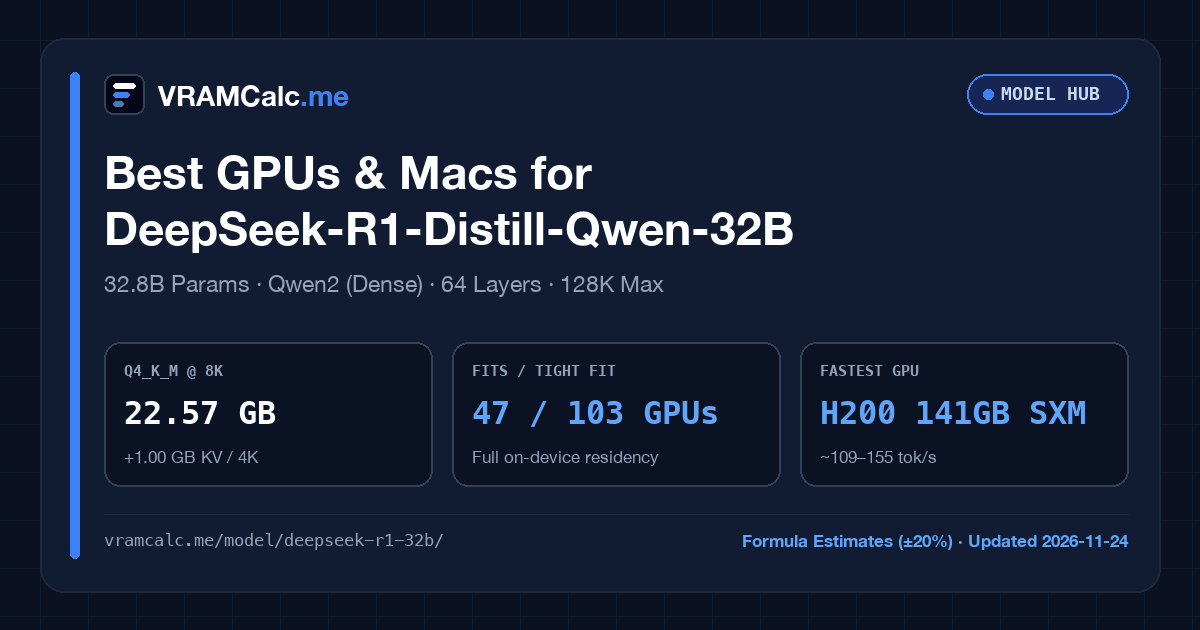 VRAMCalc.me
MODEL HUB
Best GPUs & Macs for
DeepSeek-R1-Distill-Qwen-32B
32.8B Params · Qwen2 (Dense) · 64 Layers · 128K Max
Q4_K_M @ 8K
22.57 GB
+1.00 GB KV / 4K
FITS / TIGHT FIT
47 / 103 GPUs
Full on-device residency
FASTEST GPU
H200 141GB SXM
~109–155 tok/s
vramcalc.me/model/deepseek-r1-32b/
Formula Estimates (±20%) · Updated 2026-11-24